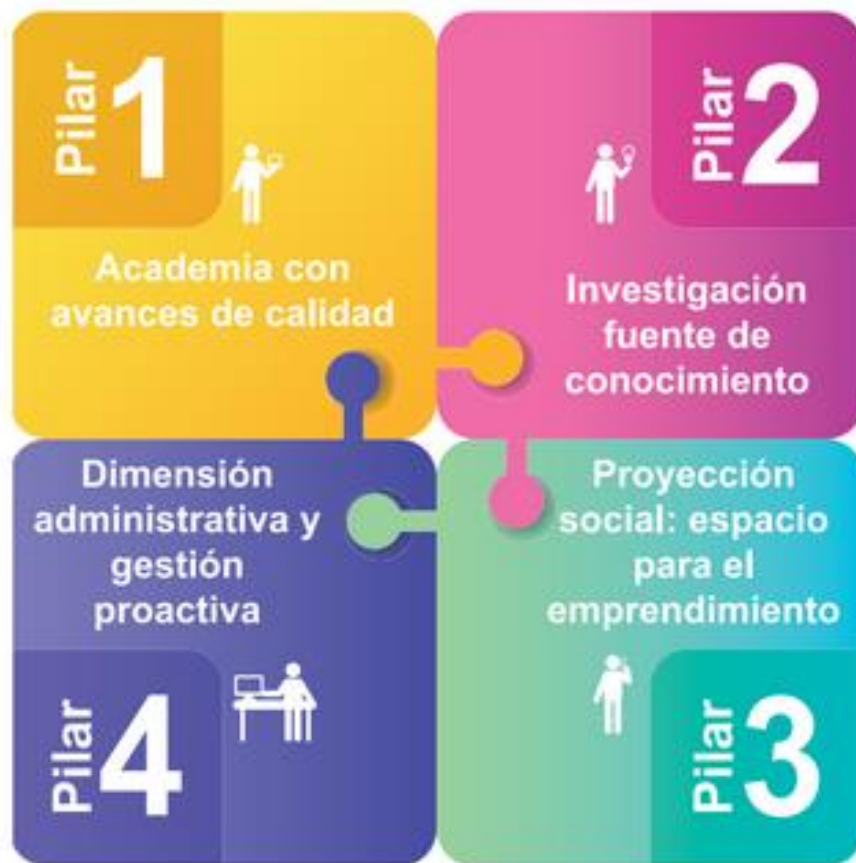 Pilar 1
Academia con
avances de calidad
Pilar 2
Investigación
fuente de
conocimiento
Proyección
social: espacio
para el
emprendimiento
Pilar 3
Dimensión
administrativa y
gestión
proactiva
Pilar 4